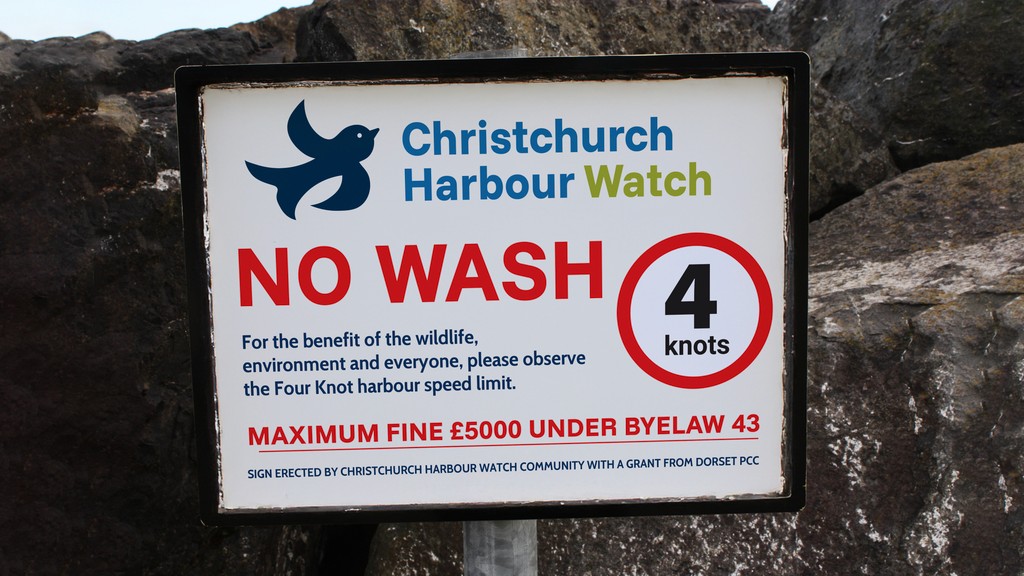 Christchurch
Harbour Watch
NO WASH
4
knots
For the benefit of the wildlife,
environment and everyone, please observe
the Four Knot harbour speed limit.
MAXIMUM FINE £5000 UNDER BYELAW 43
SIGN ERECTED BY CHRISTCHURCH HARBOUR WATCH COMMUNITY WITH A GRANT FROM DORSET PCC